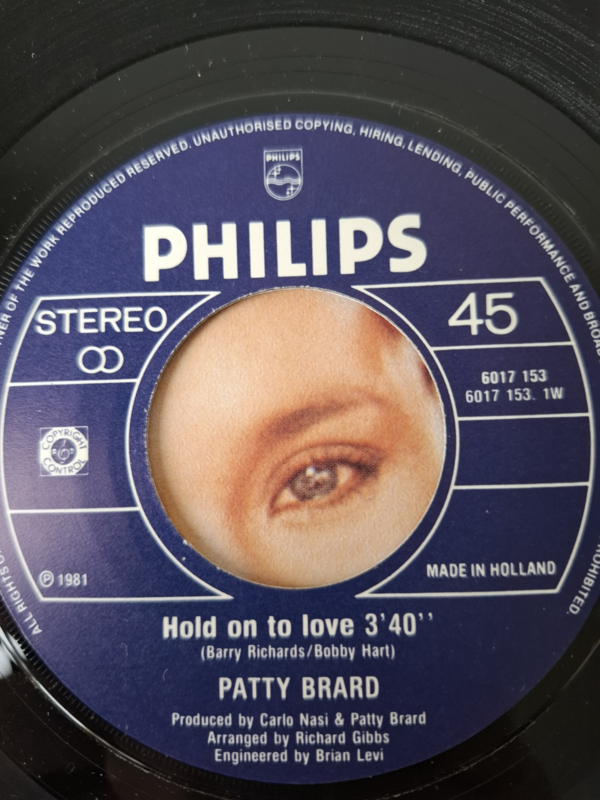 NER OF THE WORK REPRODUCED RESERVED. UNAUTHORISED COPYING, HIRING, LENDING, PUBLIC PERFORMANCE AND BROAD
PHILIPS
PHILIPS
STEREO
45
6017 153
6017 153. 1W
COPYRIGHT
CONTROL
℗ 1981
MADE IN HOLLAND
ALL RIGHTS O
OHIBITED.
Hold on to love 3'40''
(Barry Richards/Bobby Hart)
PATTY BRARD
Produced by Carlo Nasi & Patty Brard
Arranged by Richard Gibbs
Engineered by Brian Levi